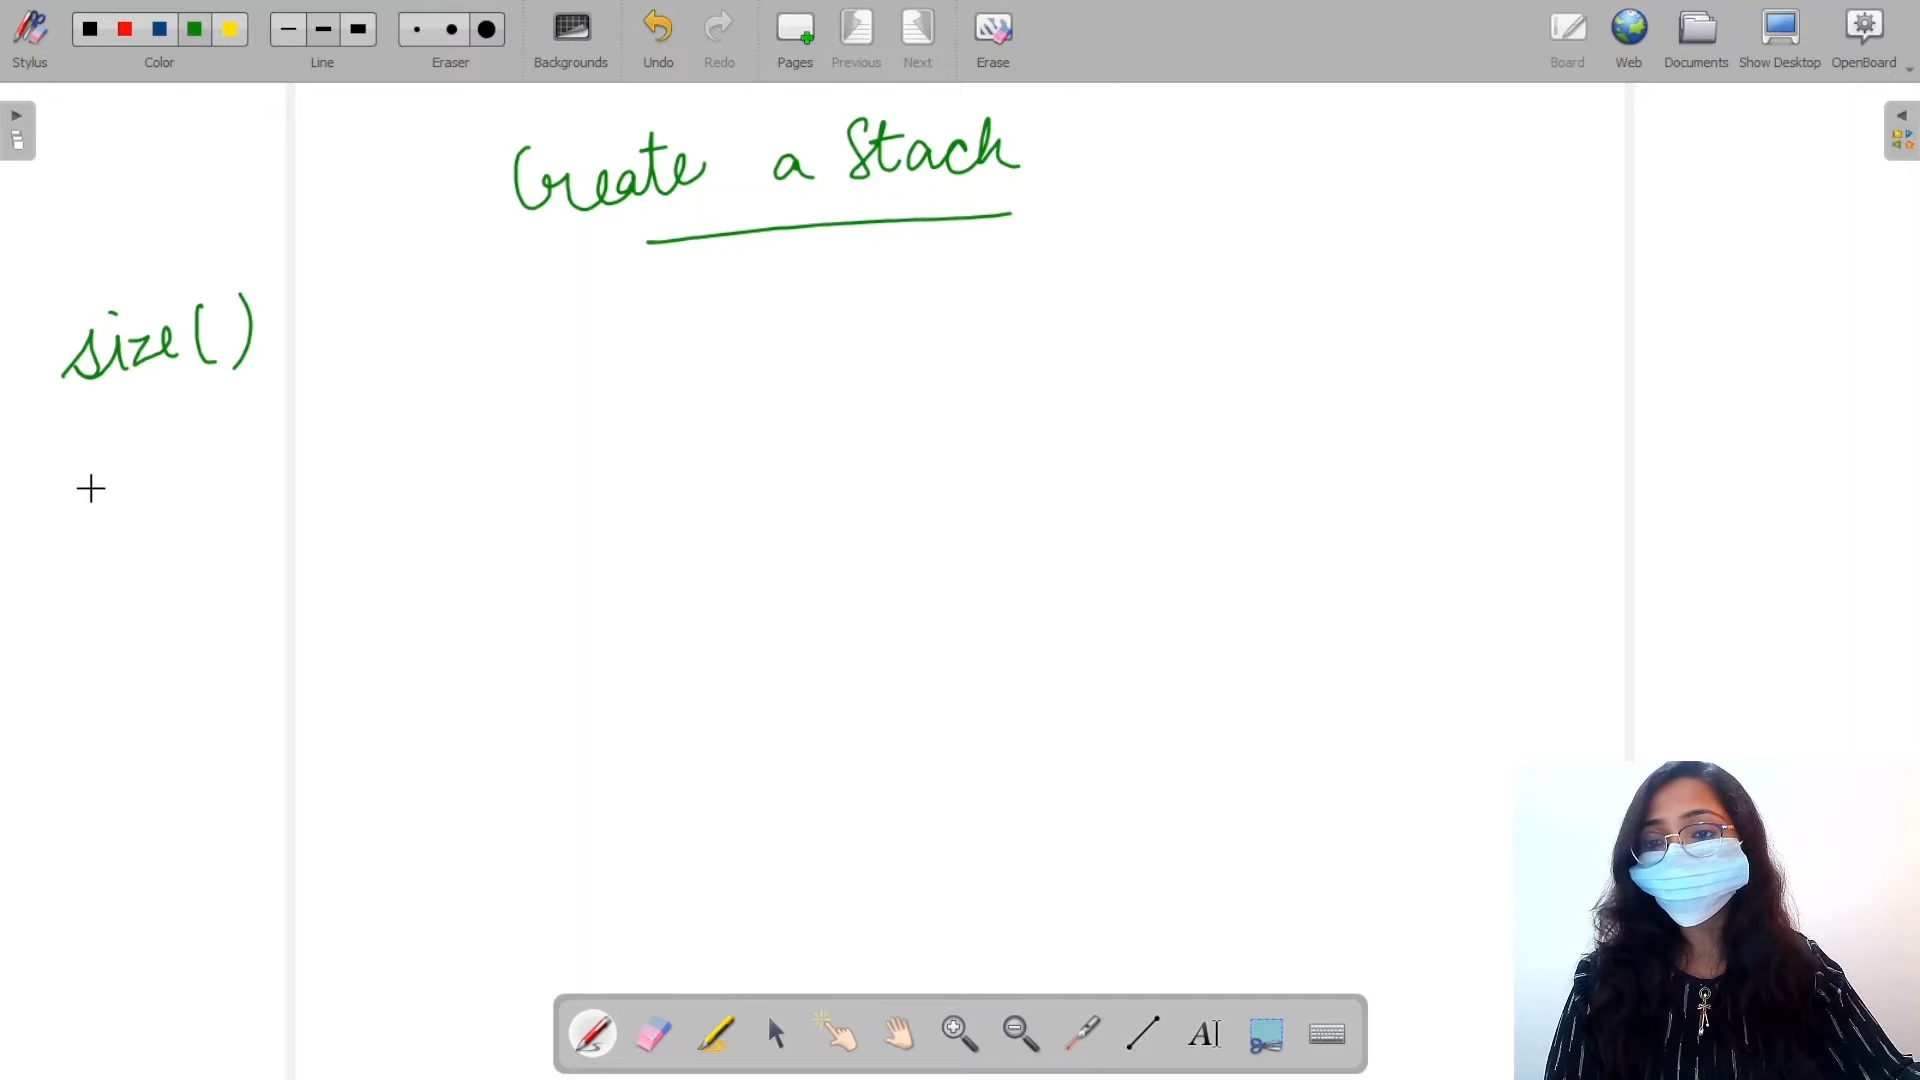 Stylus Color Line Eraser Backgrounds Undo Redo Pages Previous Next Erase Board Web Documents Show Desktop OpenBoard
Create a Stack
size()
AI